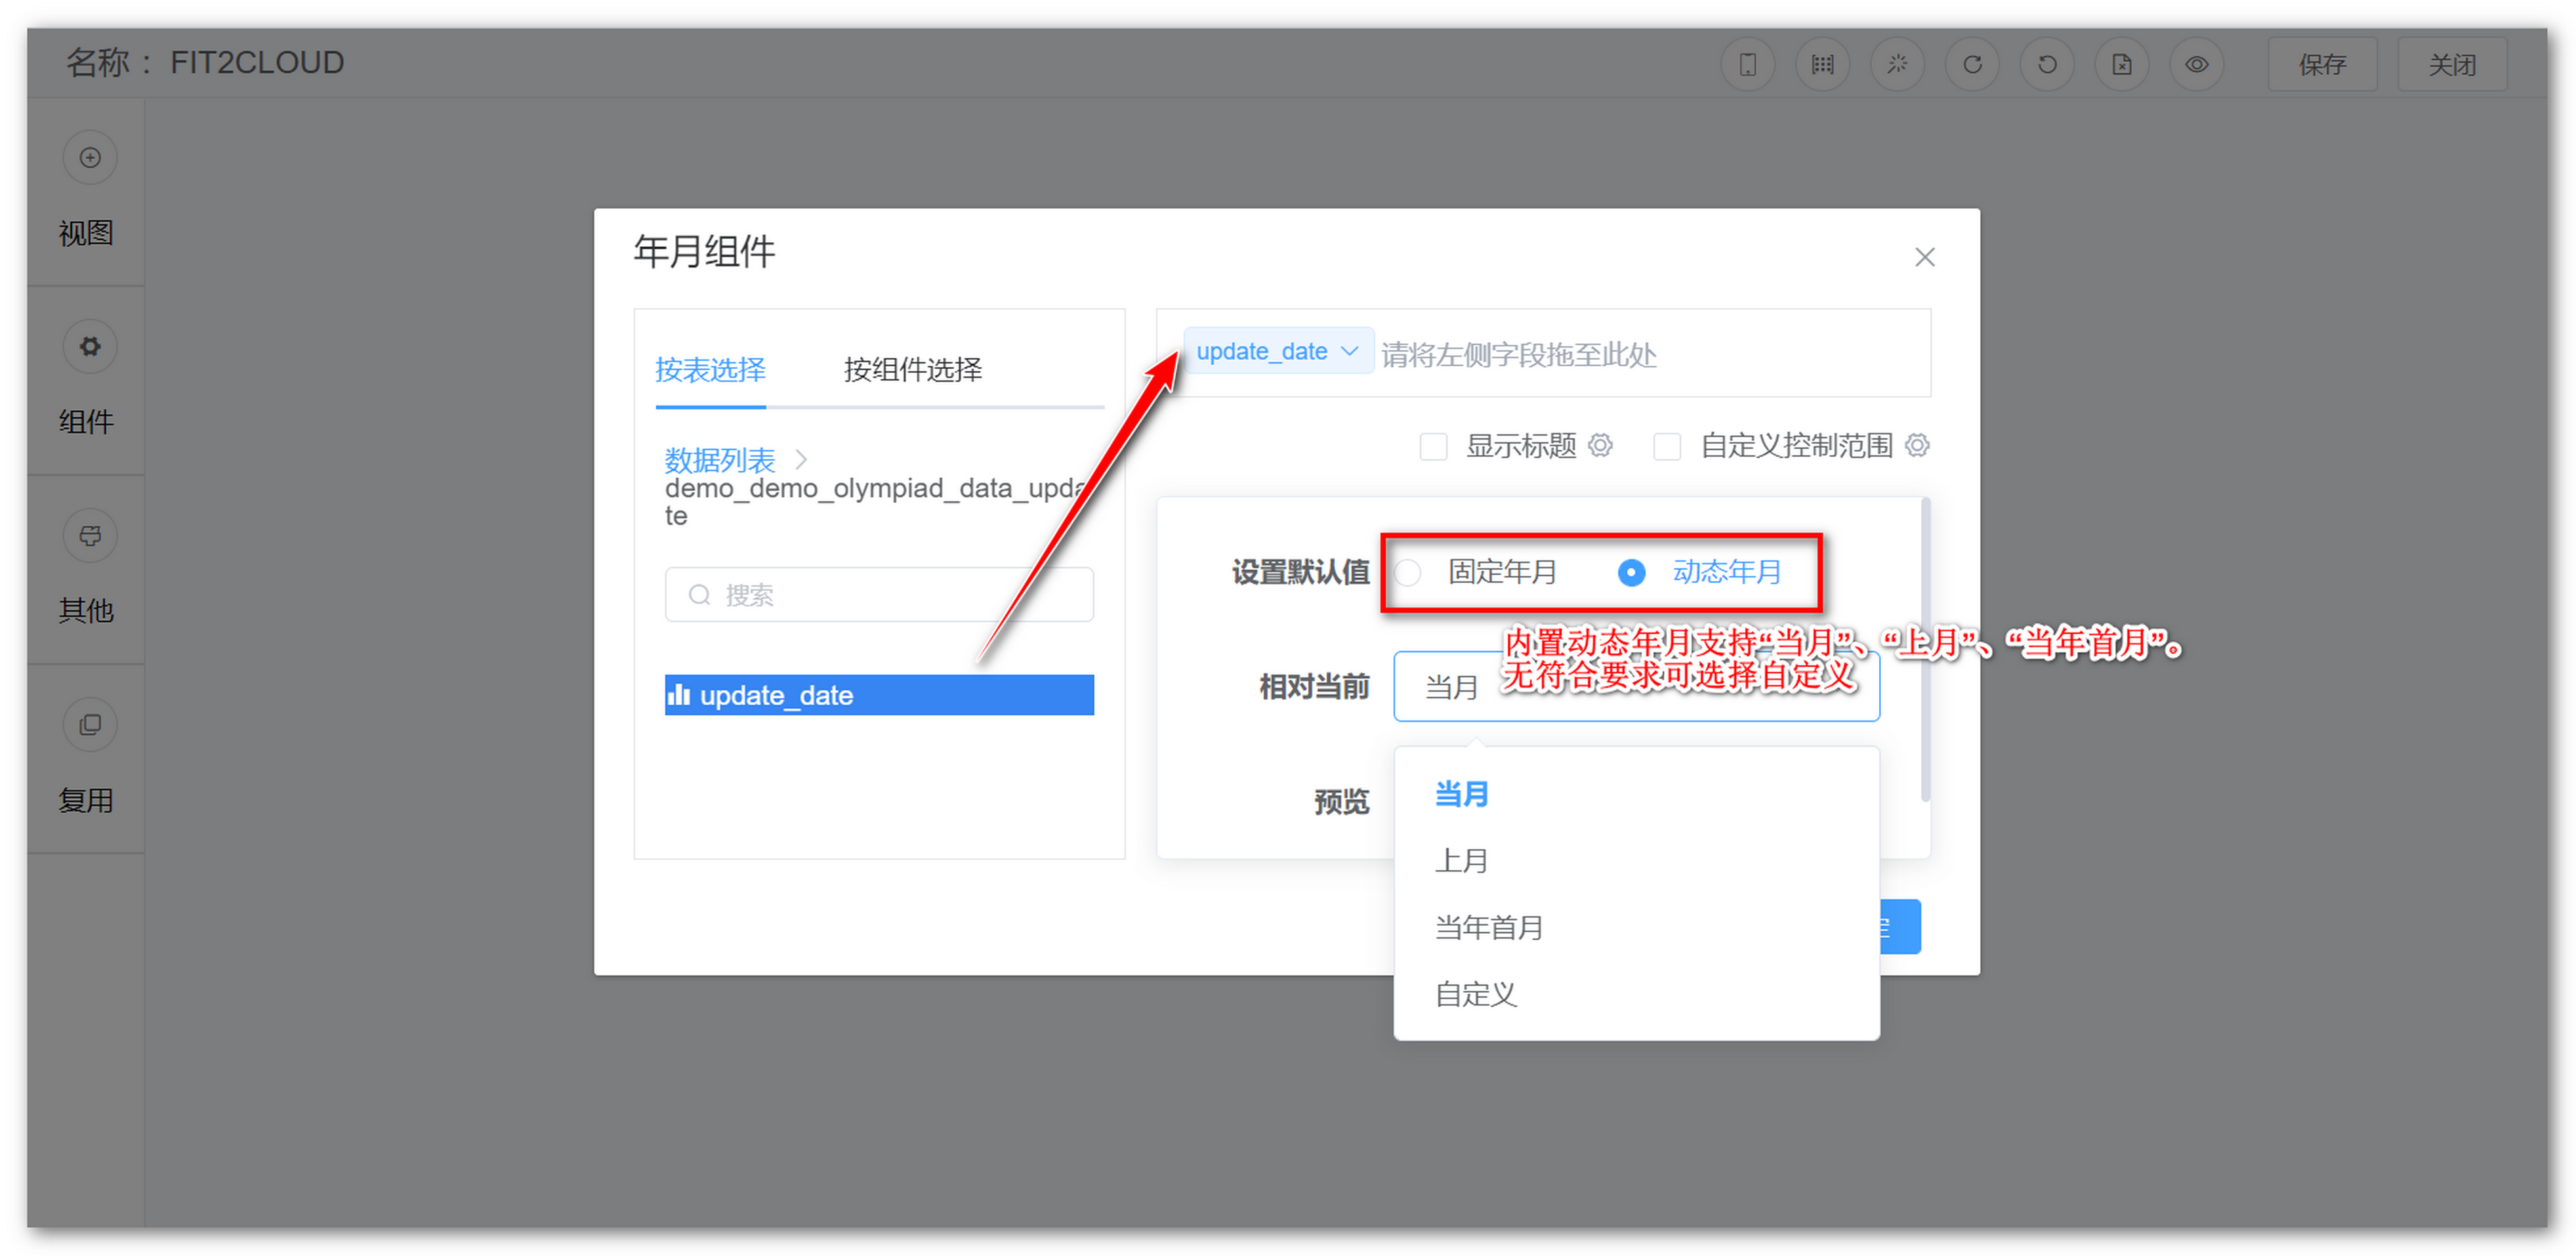 名称： FIT2CLOUD
保存
关闭
视图
组件
其他
复用
年月组件
按表选择
按组件选择
数据列表
demo_demo_olympiad_data_upda
te
搜索
update_date
update_date
请将左侧字段拖至此处
显示标题
自定义控制范围
设置默认值
固定年月
动态年月
内置动态年月支持“当月”、“上月”、“当年首月”。
无符合要求可选择自定义
相对当前
当月
预览
当月
上月
当年首月
自定义